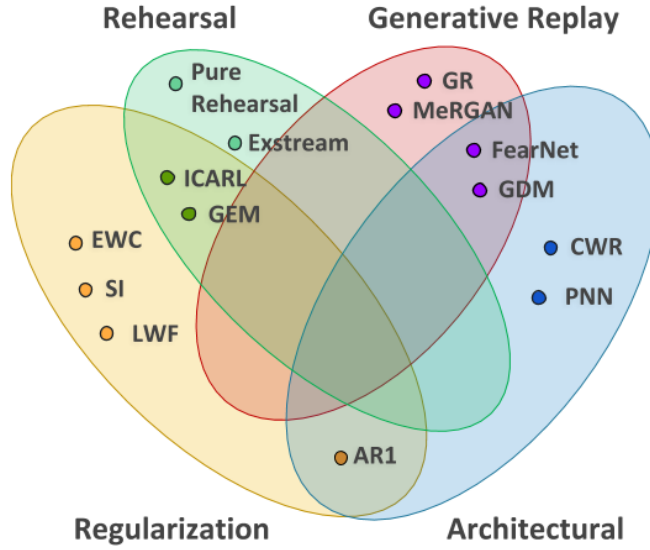 Rehearsal
Generative Replay
Pure
Rehearsal
GR
MeRGAN
Exstream
FearNet
ICARL
GDM
GEM
EWC
CWR
SI
PNN
LWF
AR1
Regularization
Architectural